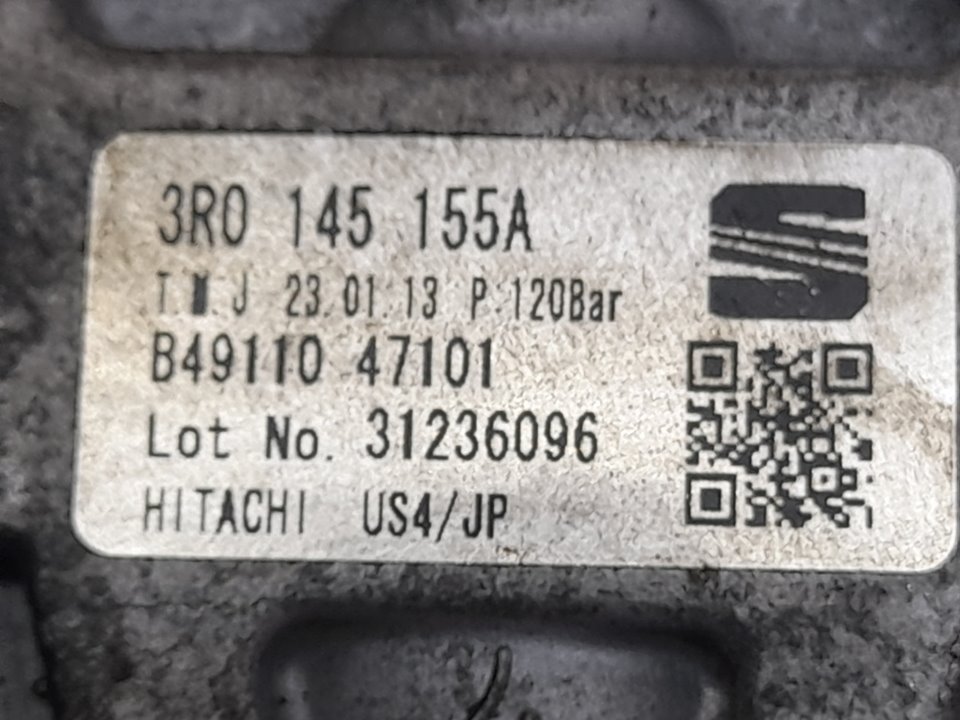 3R0 145 155A
T.W.J 23.01.13 P:120Bar
B49110 47101
Lot No. 31236096
HITACHI US4/JP